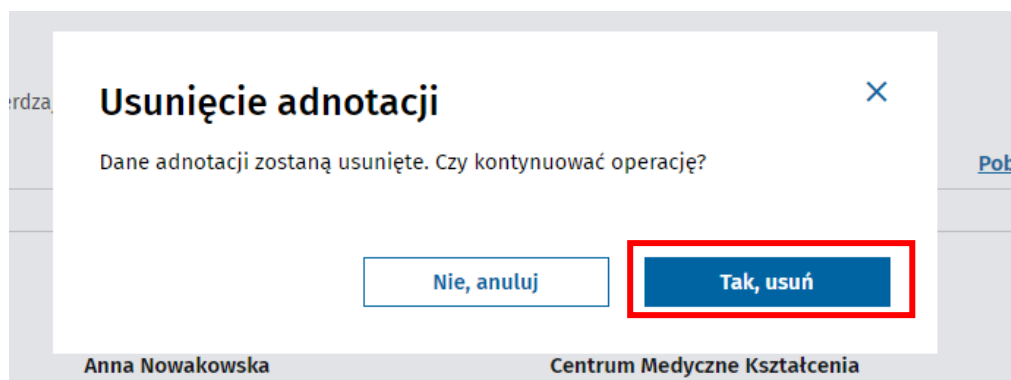 Usunięcie adnotacji
Dane adnotacji zostaną usunięte. Czy kontynuować operację?
Nie, anuluj
Tak, usuń
Anna Nowakowska
Centrum Medyczne Kształcenia